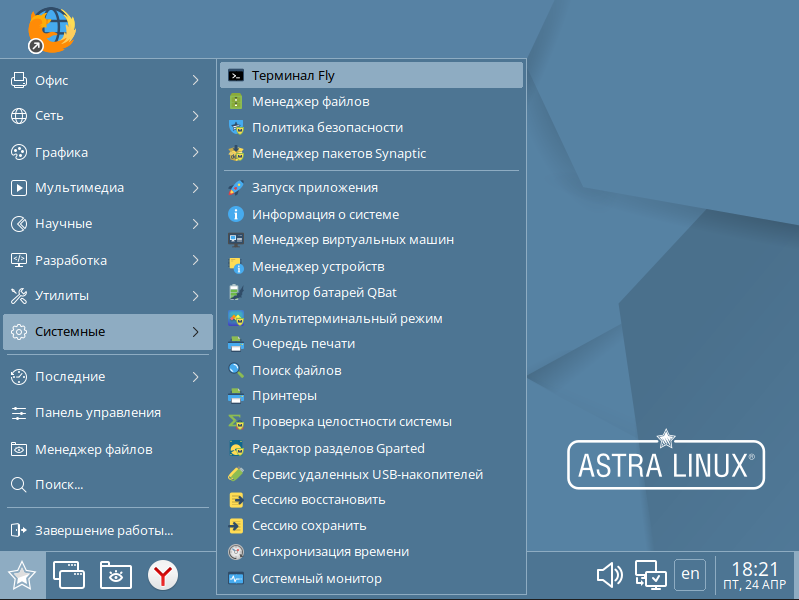 Офис
Сеть
Графика
Мультимедиа
Научные
Разработка
Утилиты
Системные
Последние
Панель управления
Менеджер файлов
Поиск...
Завершение работы...
Терминал Fly
Менеджер файлов
Политика безопасности
Менеджер пакетов Synaptic
Запуск приложения
Информация о системе
Менеджер виртуальных машин
Менеджер устройств
Монитор батарей QBat
Мультитерминальный режим
Очередь печати
Поиск файлов
Принтеры
Проверка целостности системы
Редактор разделов Gparted
Сервис удаленных USB-накопителей
Сессию восстановить
Сессию сохранить
Синхронизация времени
Системный монитор
ASTRA LINUX®
en
18:21
ПТ, 24 АПР